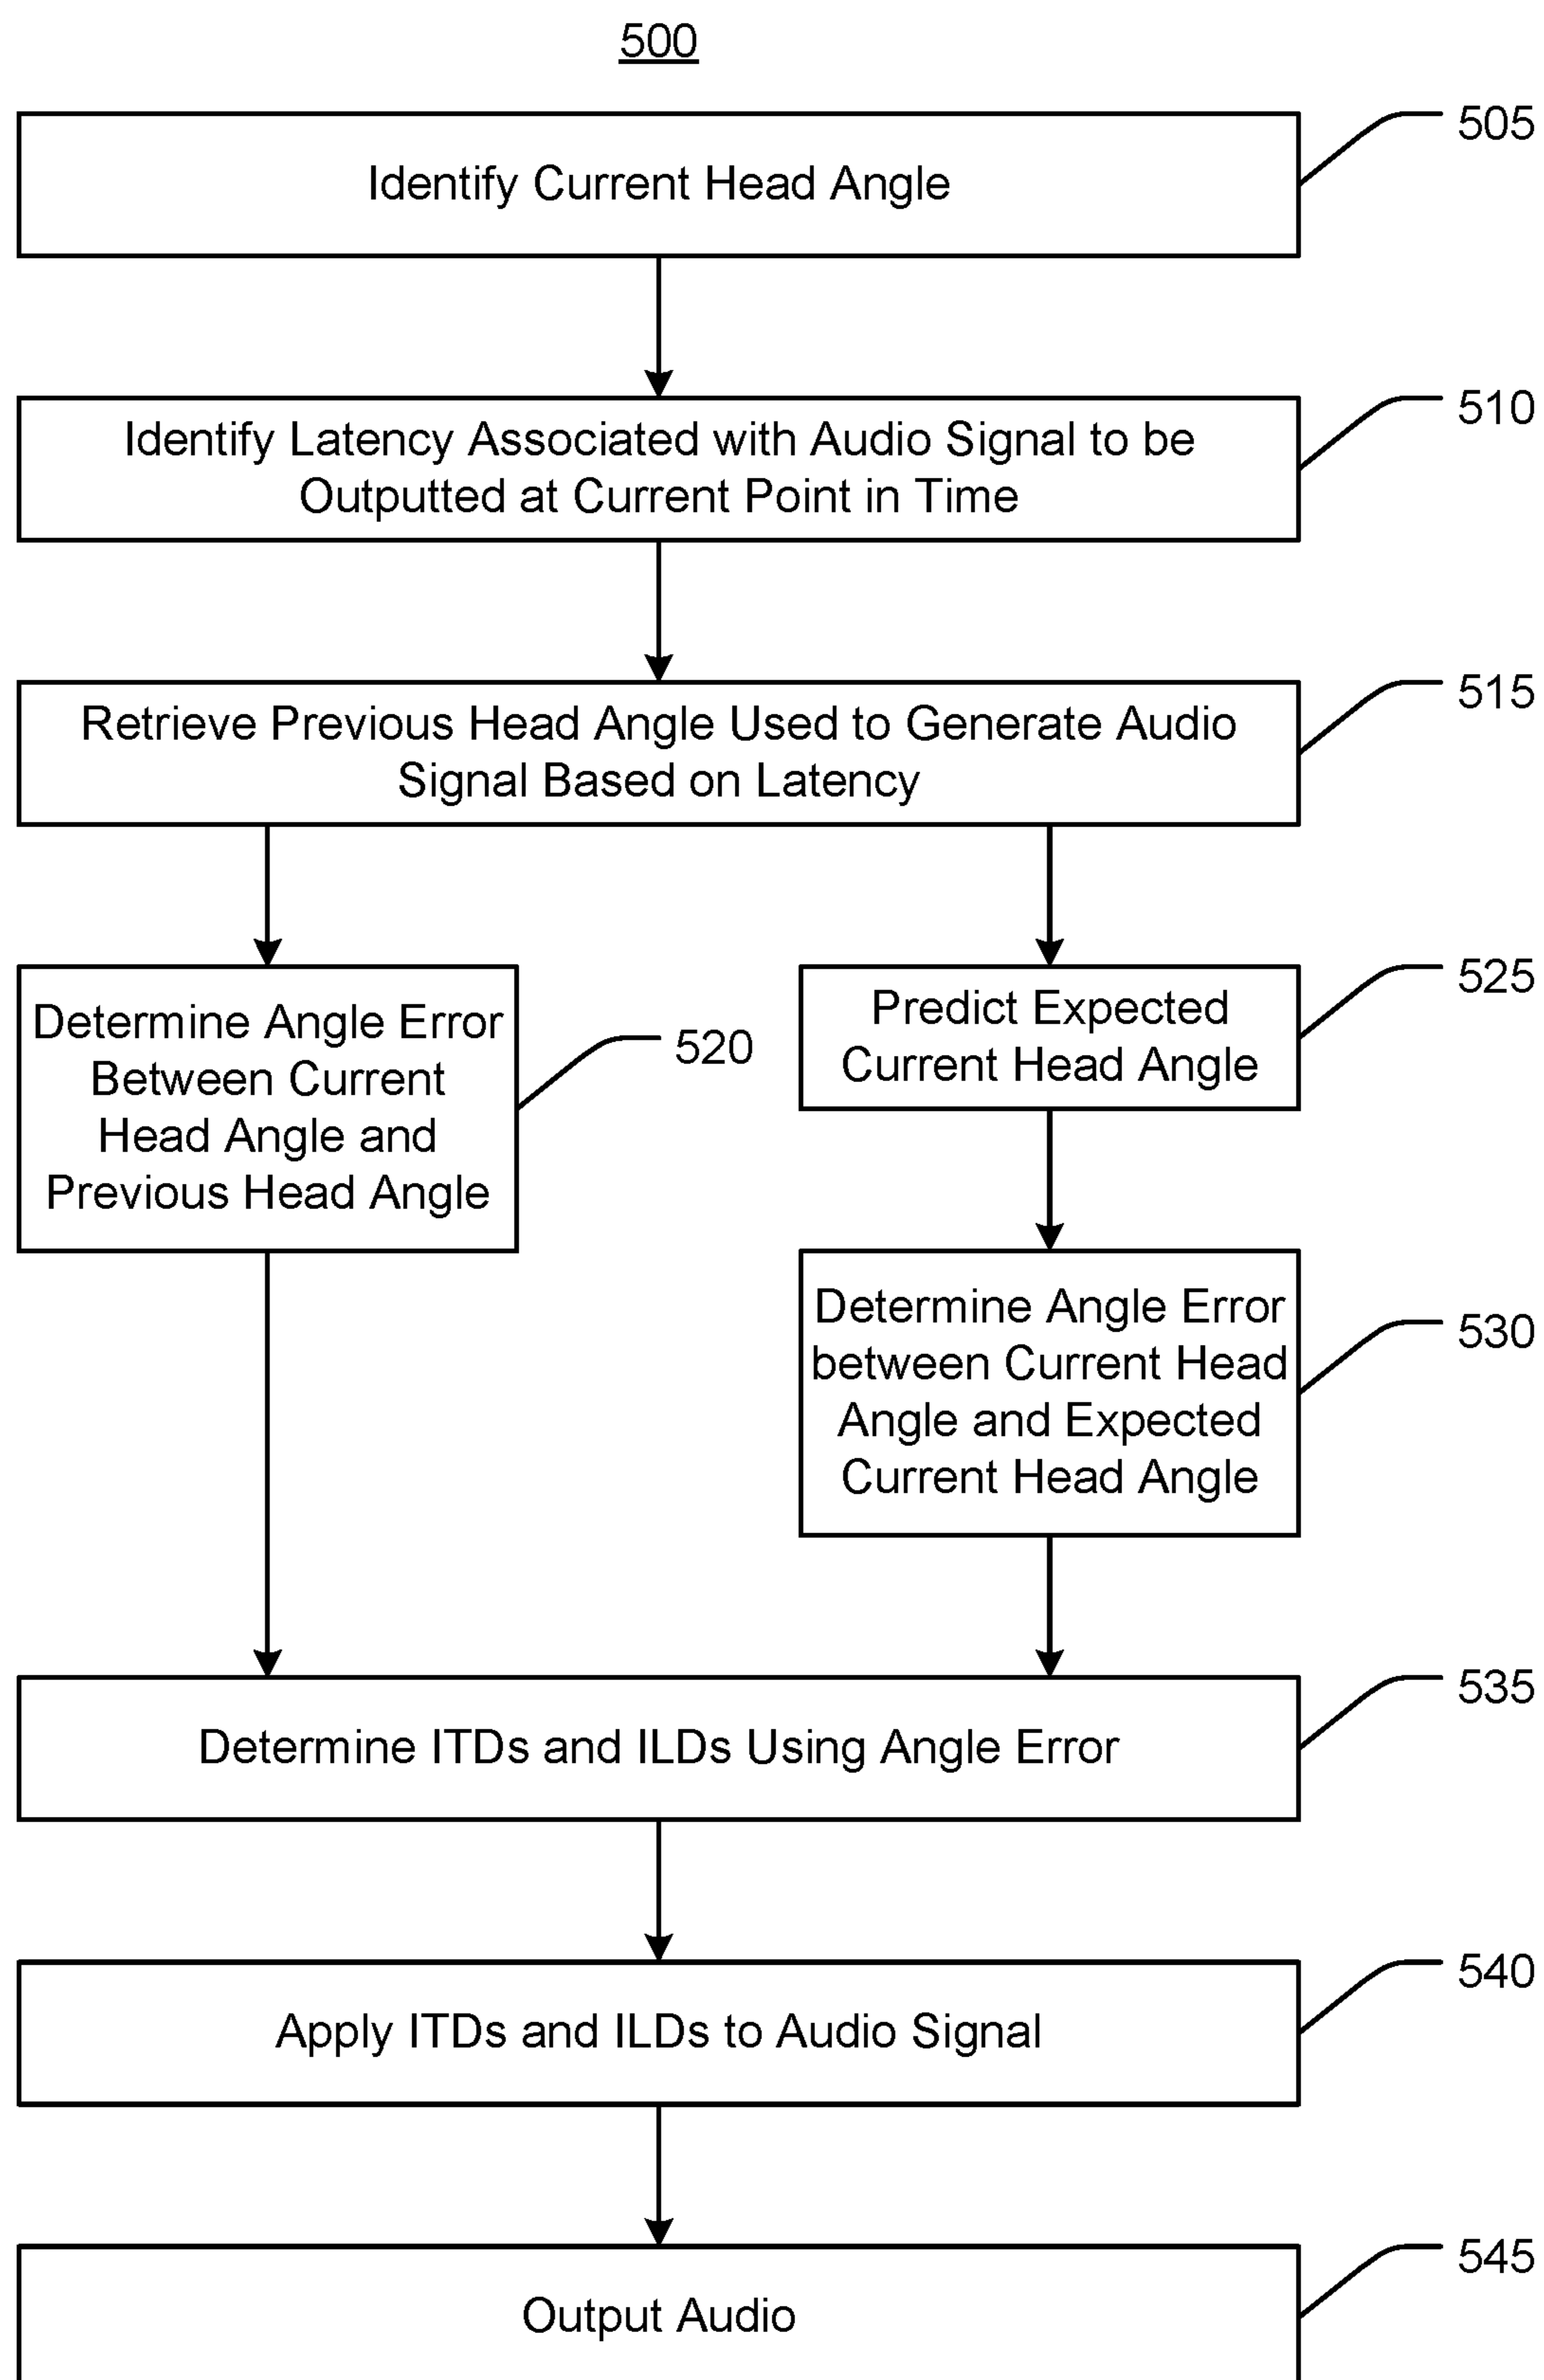 500
505
Identify Current Head Angle
510
Identify Latency Associated with Audio Signal to be
Outputted at Current Point in Time
515
Retrieve Previous Head Angle Used to Generate Audio
Signal Based on Latency
Determine Angle Error
Between Current
Head Angle and
Previous Head Angle
520
525
Predict Expected
Current Head Angle
530
Determine Angle Error
between Current Head
Angle and Expected
Current Head Angle
535
Determine ITDs and ILDs Using Angle Error
540
Apply ITDs and ILDs to Audio Signal
545
Output Audio